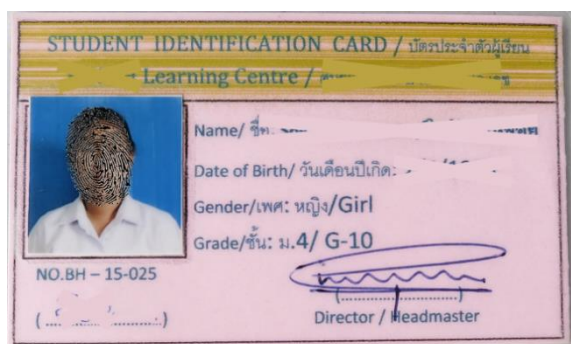 STUDENT IDENTIFICATION CARD / บัตรประจำตัวผู้เรียน
Learning Centre /
Name/ ชื่อ:
Date of Birth/ วันเดือนปีเกิด:
Gender/เพศ: หญิง/Girl
Grade/ชั้น: ม.4/ G-10
NO.BH – 15-025
(....................)
(....................)
Director / Headmaster